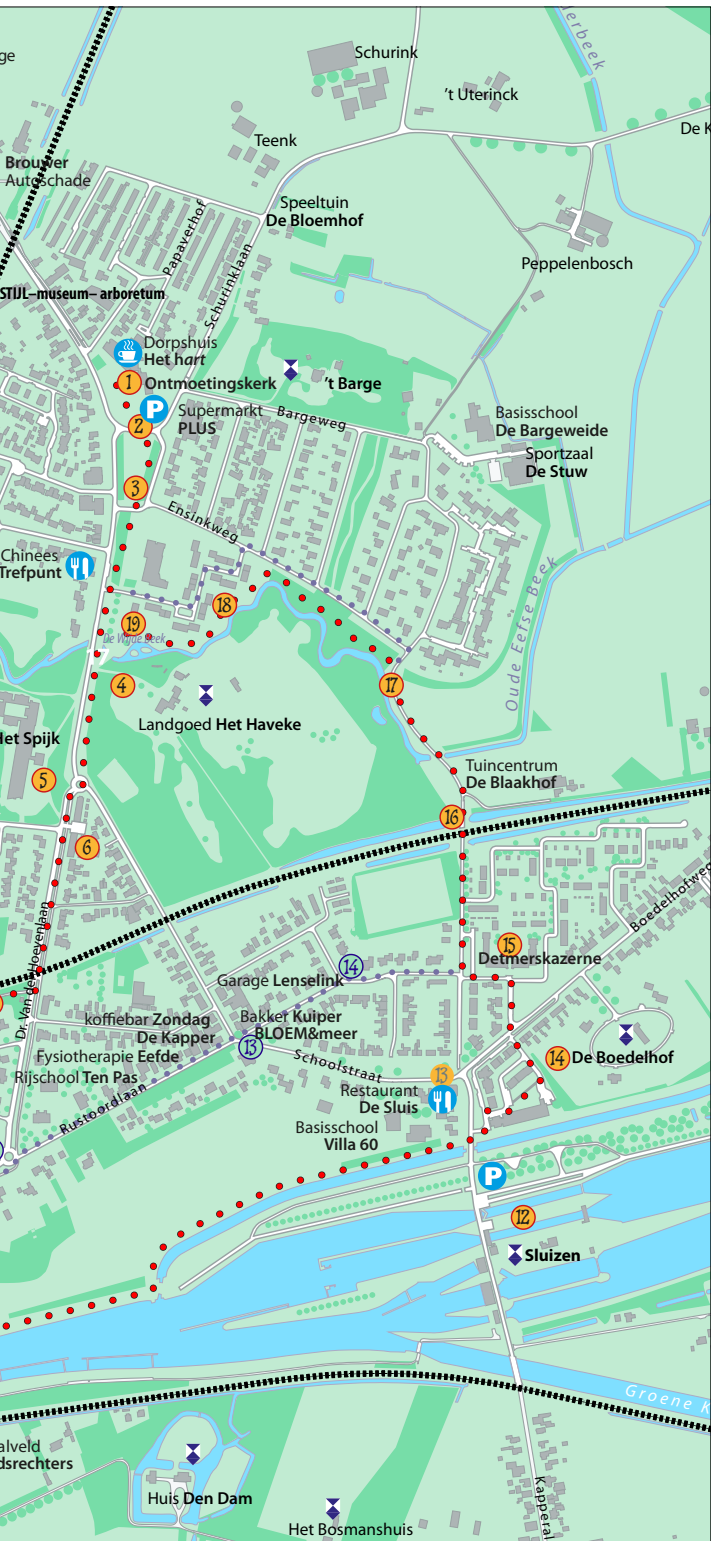 Schurink
't Uterinck
Teenk
Brouwer
Autoschade
Papaverhof
Speeltuin
De Bloemhof
Schurinklaan
Peppelenbosch
STIJL–museum– arboretum
Dorpshuis
Het hart
1
Ontmoetingskerk
't Barge
P
2
Supermarkt
PLUS
Bargeweg
Basisschool
De Bargeweide
Sportzaal
De Stuw
3
Ensinkweg
Chinees
Trefpunt
Oude Eefse Beek
18
19
De Wijde Beek
4
17
Landgoed Het Haveke
Het Spijk
5
Tuincentrum
De Blaakhof
16
6
Dr. Van der Hoevenlaan
Boedelhofweg
15
Detmerskazerne
14
Garage Lenselink
koffiebar Zondag
De Kapper
Bakket Kuiper
BLOEM&meer
13
Fysiotherapie Eefde
Rijschool Ten Pas
Schoolstraat
14
De Boedelhof
13
Restaurant
De Sluis
Rustoordlaan
Basisschool
Villa 60
P
12
Sluizen
Groene K
alveld
dsrechters
Huis Den Dam
Het Bosmanshuis
Kapperal